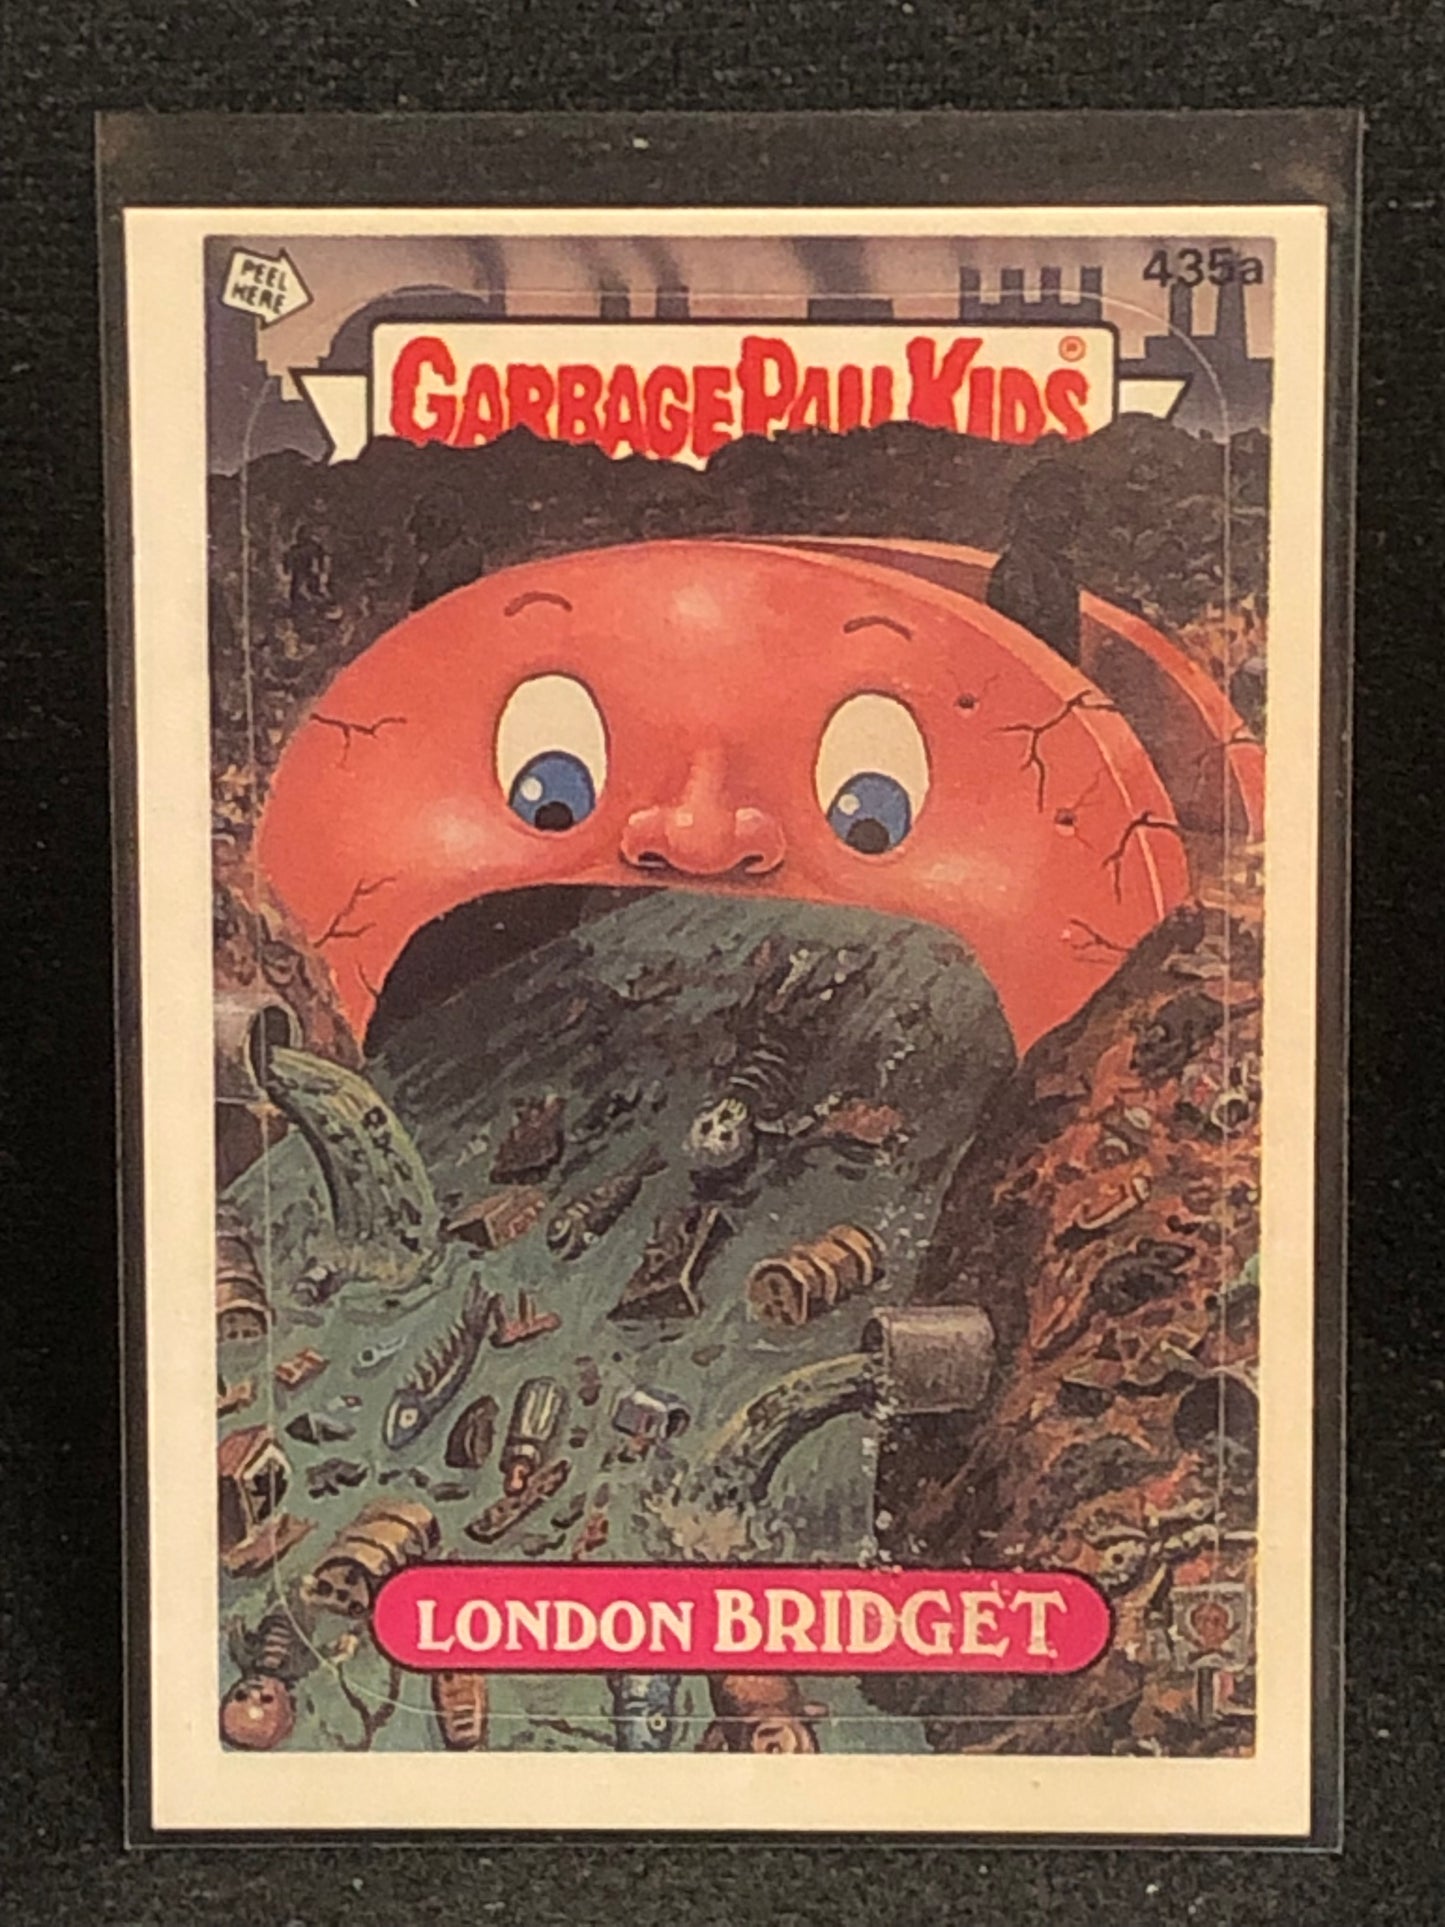 PEEL
HERE
435a
GARBAGE PAIL KIDS
®
LONDON BRIDGET